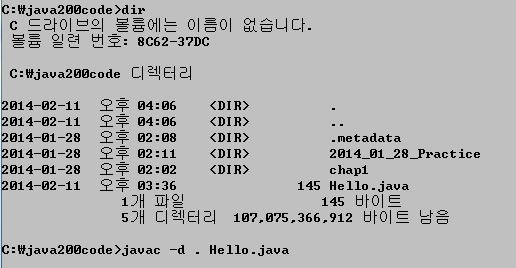 C:\java200code>dir
C 드라이브의 볼륨에는 이름이 없습니다.
볼륨 일련 번호: 8C62-37DC
C:\java200code 디렉터리
2014-02-11 오후 04:06 <DIR> .
2014-02-11 오후 04:06 <DIR> ..
2014-01-28 오후 02:08 <DIR> .metadata
2014-01-28 오후 02:11 <DIR> 2014_01_28_Practice
2014-01-28 오후 02:02 <DIR> chap1
2014-02-11 오후 03:36 145 Hello.java
1개 파일 145 바이트
5개 디렉터리 107,075,366,912 바이트 남음
C:\java200code>javac -d . Hello.java